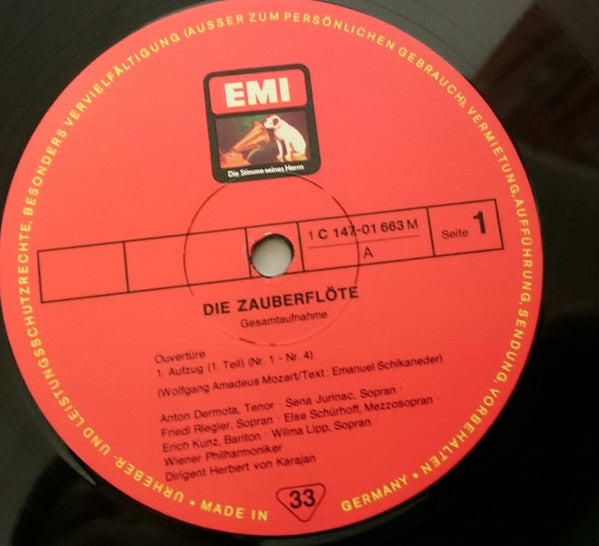 URHEBER- UND LEISTUNGSSCHUTZRECHTE, BESONDERS VERVIELFÄLTIGUNG (AUSSER ZUM PERSÖNLICHEN GEBRAUCH), VERMIETUNG, AUFFÜHRUNG, SENDUNG, VORBEHALTEN • MADE IN GERMANY •
EMI
Die Stimme seines Herrn
1 C 147-01 663 M
A
Seite 1
DIE ZAUBERFLÖTE
Gesamtaufnahme
Ouvertüre
1. Aufzug (1. Teil) (Nr. 1 - Nr. 4)
(Wolfgang Amadeus Mozart/Text: Emanuel Schikaneder)
Anton Dermota, Tenor · Sena Jurinac, Sopran ·
Friedl Riegler, Sopran · Else Schürhoff, Mezzosopran ·
Erich Kunz, Bariton · Wilma Lipp, Sopran ·
Wiener Philharmoniker
Dirigent Herbert von Karajan
33